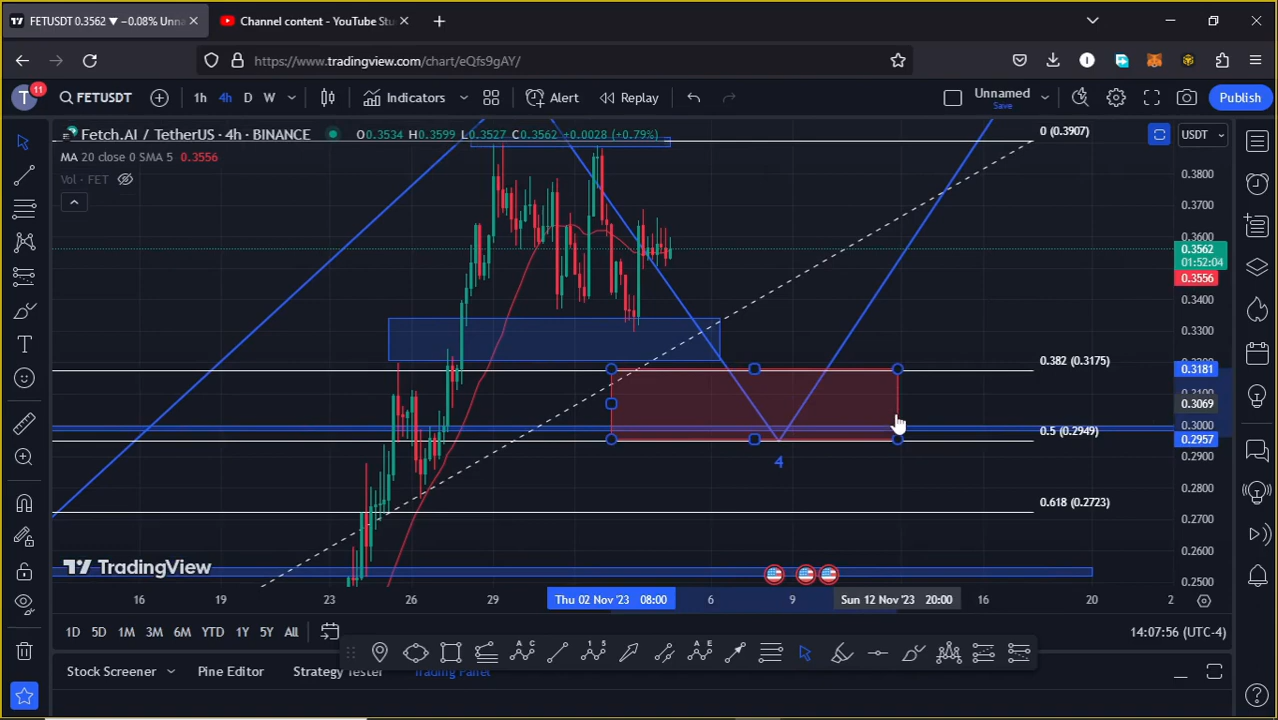 FETUSDT 0.3562 ▼ −0.08% Unna
Channel content - YouTube Stu
https://www.tradingview.com/chart/eQfs9gAY/
T 11 FETUSDT 1h 4h D W Indicators Alert Replay Unnamed Save Publish
Fetch.AI / TetherUS · 4h · BINANCE O0.3534 H0.3599 L0.3527 C0.3562 +0.0028 (+0.79%)
MA 20 close 0 SMA 5 0.3556
Vol · FET
0 (0.3907)
USDT
0.3800
0.3700
0.3600
0.3562
01:52:04
0.3556
0.3400
0.3300
0.382 (0.3175)
0.3181
0.3069
0.3000
0.5 (0.2949)
0.2957
0.2900
4
0.2800
0.618 (0.2723)
0.2700
0.2600
0.2500
TradingView
16 19 23 26 29 Thu 02 Nov '23 08:00 6 9 Sun 12 Nov '23 20:00 16 20 2
1D 5D 1M 3M 6M YTD 1Y 5Y All 14:07:56 (UTC-4)
Stock Screener Pine Editor Strategy Tester Trading Panel